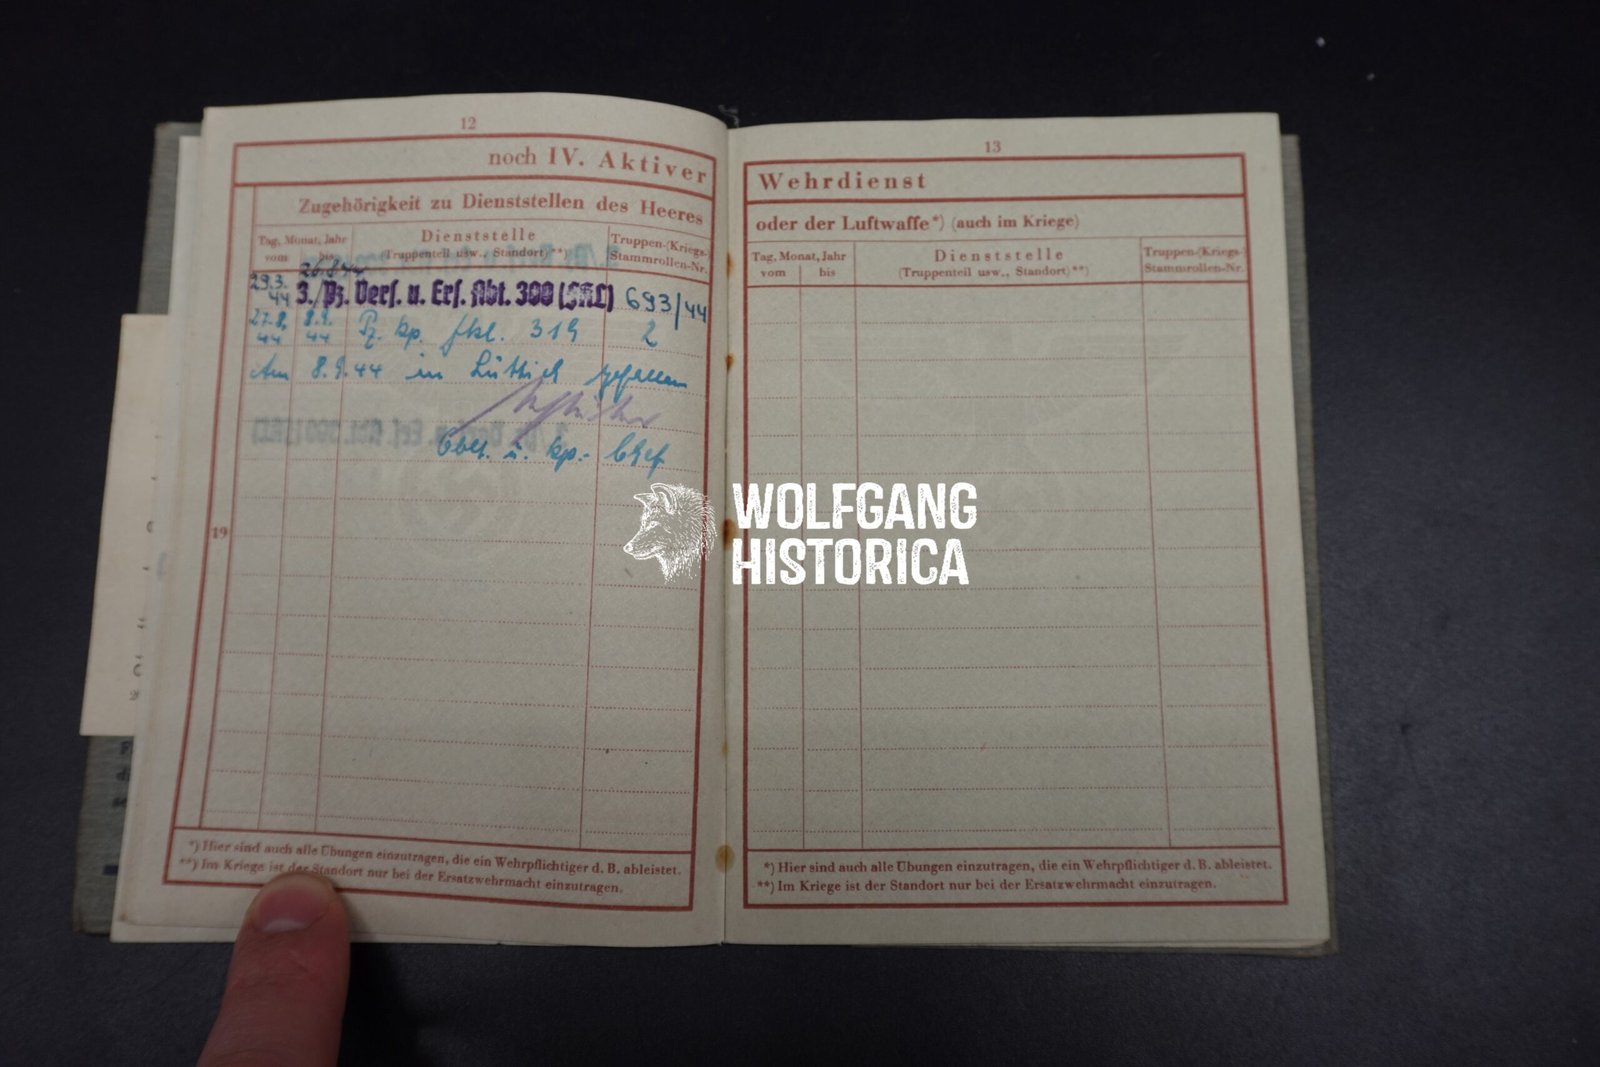 12
noch IV. Aktiver
Zugehörigkeit zu Dienststellen des Heeres
Tag, Monat, Jahr
vom bis
Dienststelle
(Truppenteil usw., Standort)**)
Truppen-(Kriegs-)
Stammrollen-Nr.
29.3.44 26.8.44 3./Pz. Vers. u. Ers. Abt. 300 (FKL) 693/44
27.8.44 8.9.44 Pz. Kp. fkl. 319 2
Am 8.9.44 in Lüttich gefallen
Oblt. u. Kp.- Chef
19
*) Hier sind auch alle Übungen einzutragen, die ein Wehrpflichtiger d. B. ableistet.
**) Im Kriege ist der Standort nur bei der Ersatzwehrmacht einzutragen.
13
Wehrdienst
oder der Luftwaffe*) (auch im Kriege)
Tag, Monat, Jahr
vom bis
Dienststelle
(Truppenteil usw., Standort)**)
Truppen-(Kriegs-)
Stammrollen-Nr.
*) Hier sind auch alle Übungen einzutragen, die ein Wehrpflichtiger d. B. ableistet.
**) Im Kriege ist der Standort nur bei der Ersatzwehrmacht einzutragen.
WOLFGANG
HISTORICA